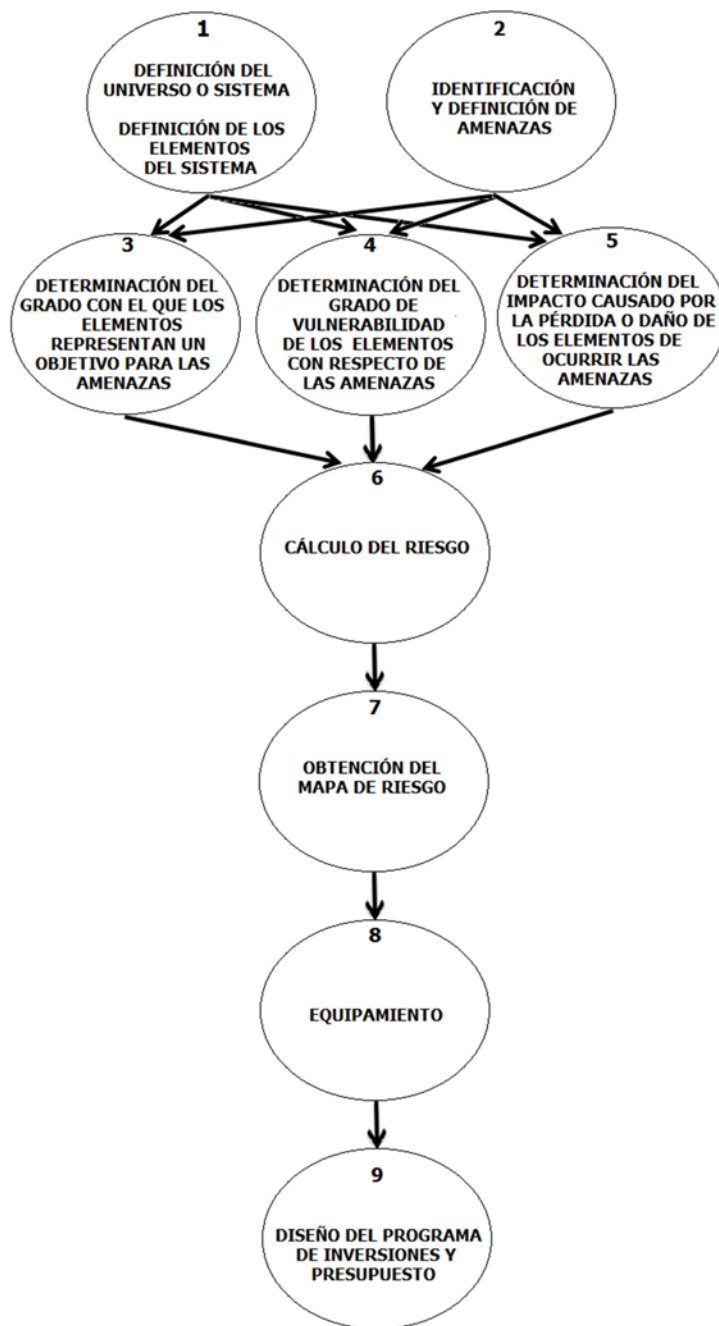 1
DEFINICIÓN DEL
UNIVERSO O SISTEMA
DEFINICIÓN DE LOS
ELEMENTOS
DEL SISTEMA
2
IDENTIFICACIÓN
Y DEFINICIÓN DE
AMENAZAS
3
DETERMINACIÓN DEL
GRADO CON EL QUE LOS
ELEMENTOS
REPRESENTAN UN
OBJETIVO PARA LAS
AMENAZAS
4
DETERMINACIÓN DEL
GRADO DE
VULNERABILIDAD
DE LOS ELEMENTOS
CON RESPECTO DE
LAS AMENAZAS
5
DETERMINACIÓN DEL
IMPACTO CAUSADO POR
LA PÉRDIDA O DAÑO DE
LOS ELEMENTOS DE
OCURRIR LAS
AMENAZAS
6
CÁLCULO DEL RIESGO
7
OBTENCIÓN DEL
MAPA DE RIESGO
8
EQUIPAMIENTO
9
DISEÑO DEL PROGRAMA
DE INVERSIONES Y
PRESUPUESTO